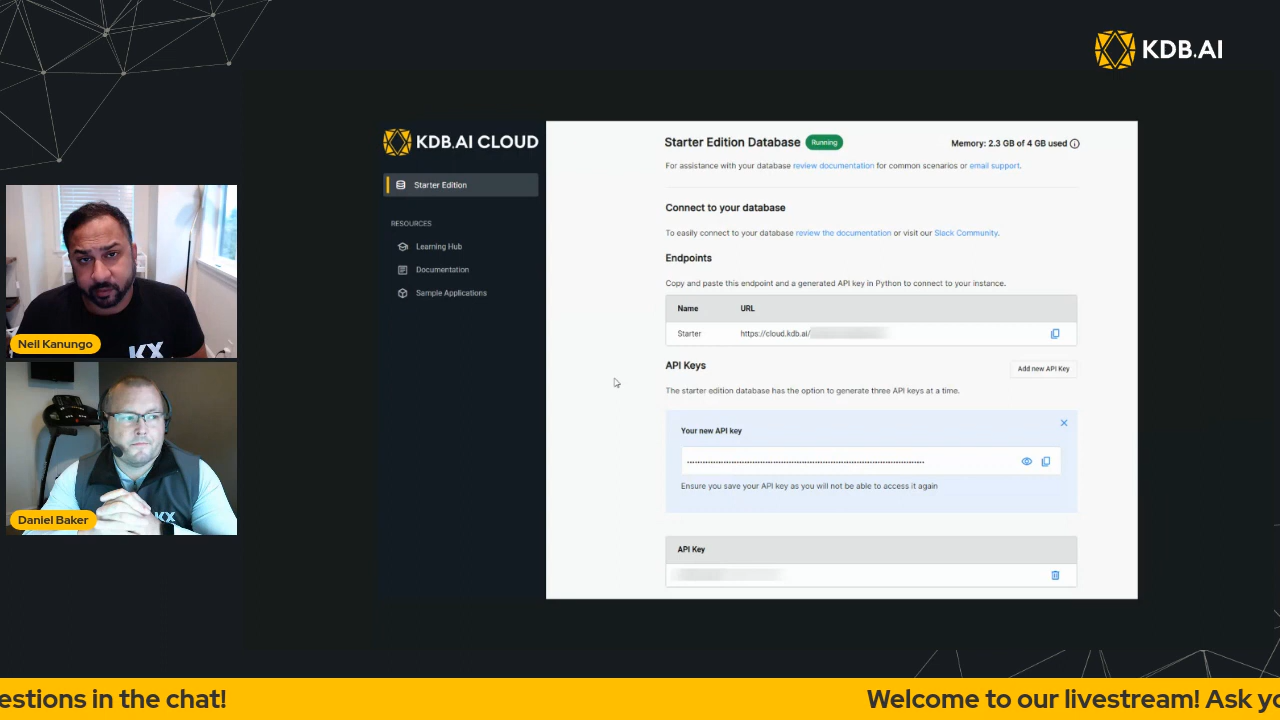 KDB.AI
KDB.AI CLOUD
Starter Edition
RESOURCES
Learning Hub
Documentation
Sample Applications
Starter Edition Database
Running
Memory: 2.3 GB of 4 GB used
For assistance with your database review documentation for common scenarios or email support.
Connect to your database
To easily connect to your database review the documentation or visit our Slack Community.
Endpoints
Copy and paste this endpoint and a generated API key in Python to connect to your instance.
Name URL
Starter https://cloud.kdb.ai/
API Keys
Add new API Key
The starter edition database has the option to generate three API keys at a time.
Your new API key
Ensure you save your API key as you will not be able to access it again
API Key
KX
Neil Kanungo
KX
Daniel Baker
estions in the chat! Welcome to our livestream! Ask yo